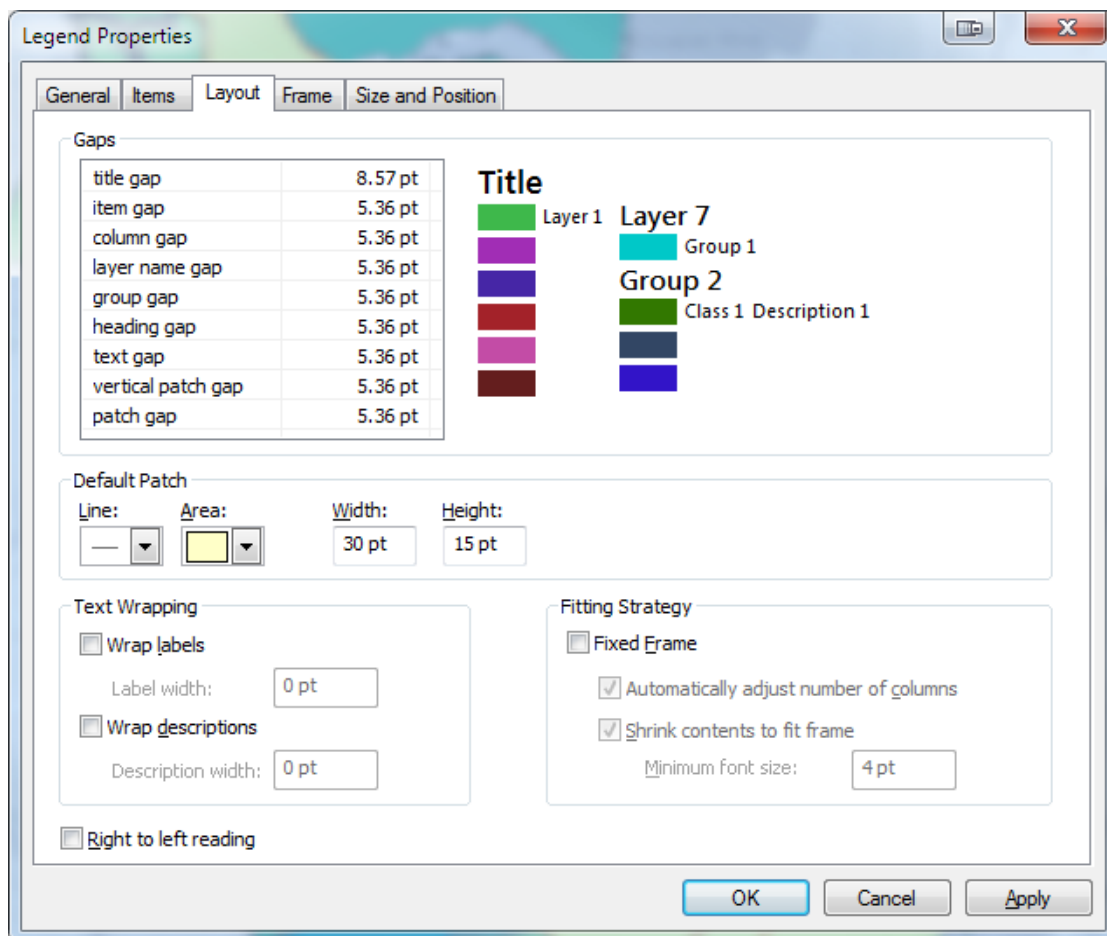 Legend Properties
General Items Layout Frame Size and Position
Gaps
title gap 8.57 pt
item gap 5.36 pt
column gap 5.36 pt
layer name gap 5.36 pt
group gap 5.36 pt
heading gap 5.36 pt
text gap 5.36 pt
vertical patch gap 5.36 pt
patch gap 5.36 pt
Title
Layer 1
Layer 7
Group 1
Group 2
Class 1 Description 1
Default Patch
Line: Area: Width: Height:
30 pt 15 pt
Text Wrapping
Wrap labels
Label width: 0 pt
Wrap descriptions
Description width: 0 pt
Fitting Strategy
Fixed Frame
Automatically adjust number of columns
Shrink contents to fit frame
Minimum font size: 4 pt
Right to left reading
OK Cancel Apply